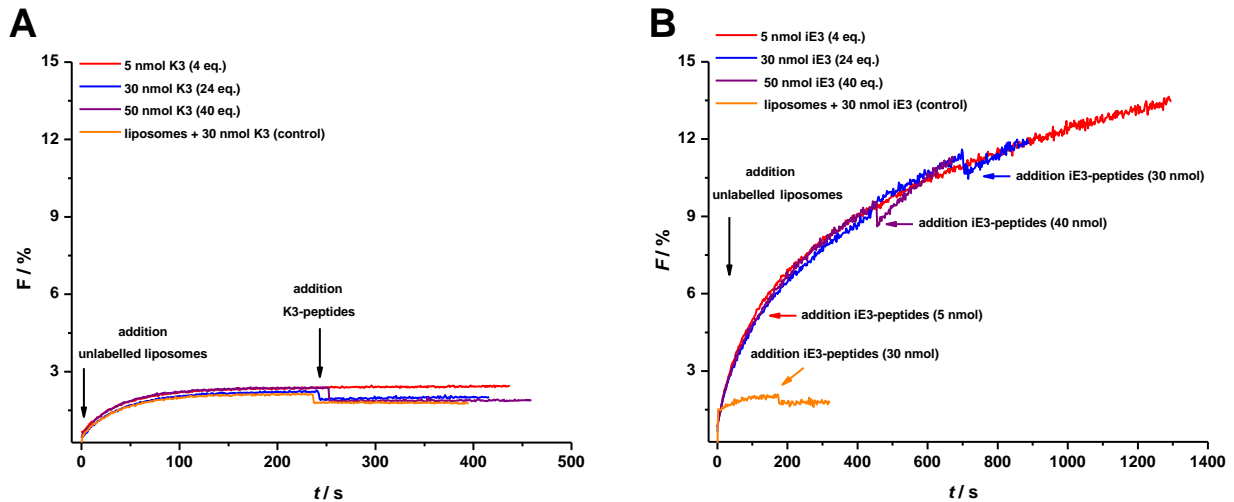 A
5 nmol K3 (4 eq.)
30 nmol K3 (24 eq.)
50 nmol K3 (40 eq.)
liposomes + 30 nmol K3 (control)
15
12
9
6
3
F / %
addition
unlabelled liposomes
addition
K3-peptides
0
100
200
300
400
500
t / s
B
5 nmol iE3 (4 eq.)
30 nmol iE3 (24 eq.)
50 nmol iE3 (40 eq.)
liposomes + 30 nmol iE3 (control)
15
12
9
6
3
F / %
addition
unlabelled liposomes
addition iE3-peptides (30 nmol)
addition iE3-peptides (40 nmol)
addition iE3-peptides (5 nmol)
addition iE3-peptides (30 nmol)
0
200
400
600
800
1000
1200
1400
t / s